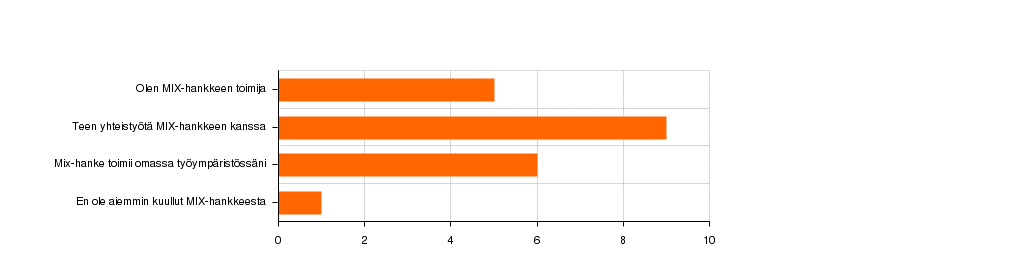 Olen MIX-hankkeen toimija
Teen yhteistyötä MIX-hankkeen kanssa
Mix-hanke toimii omassa työympäristössäni
En ole aiemmin kuullut MIX-hankkeesta
0 2 4 6 8 10